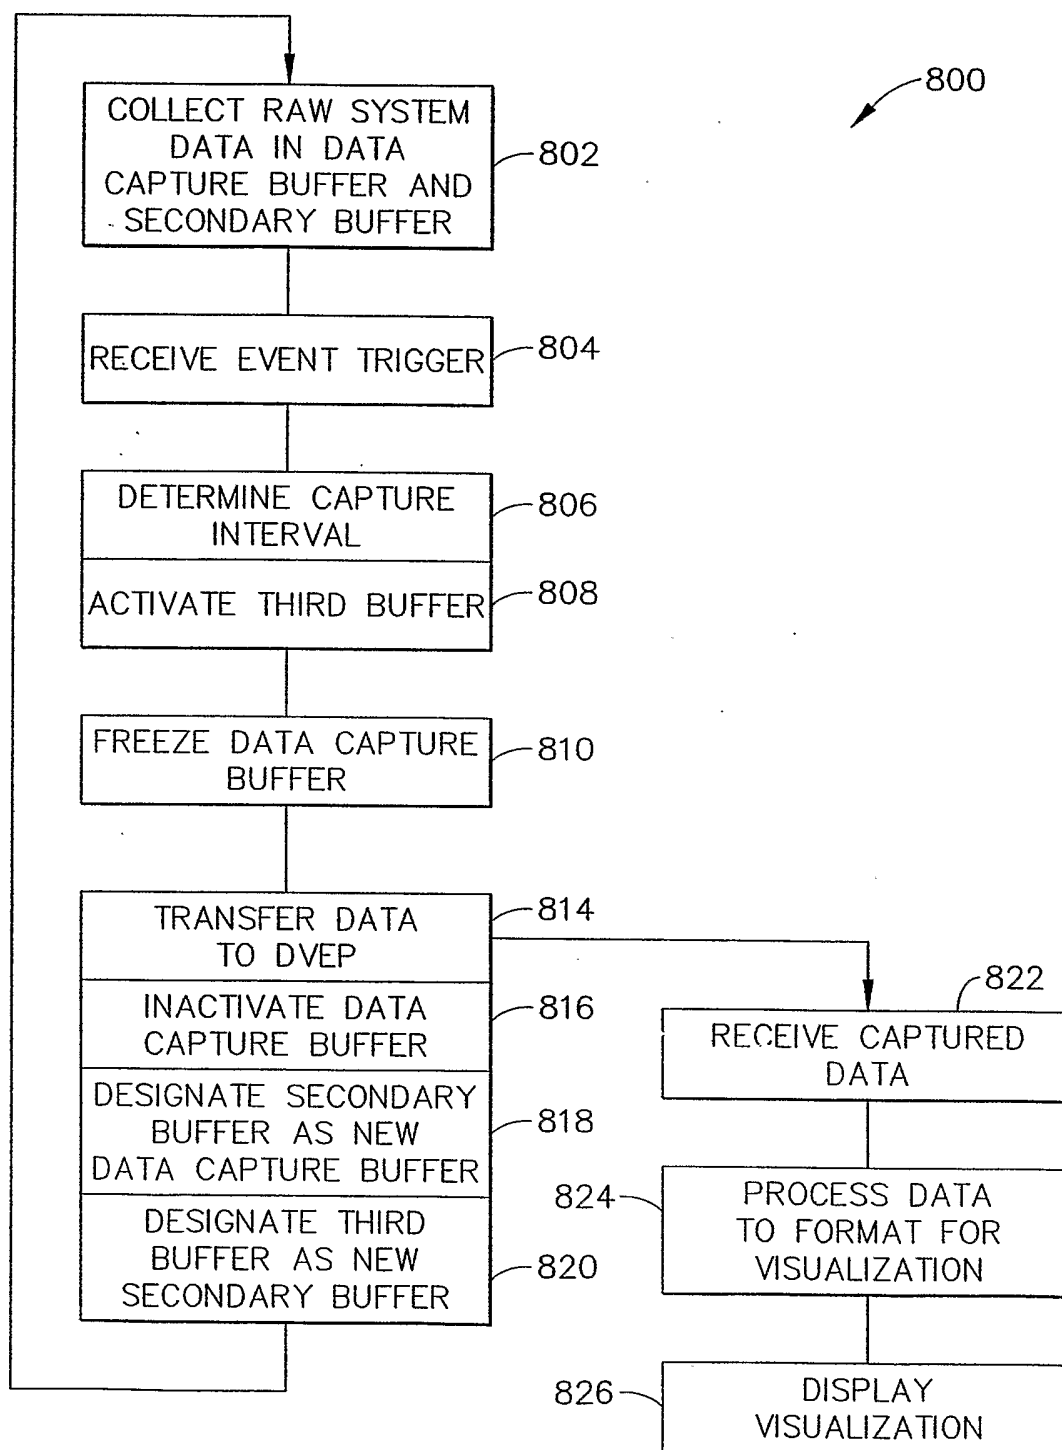 800
COLLECT RAW SYSTEM
DATA IN DATA
CAPTURE BUFFER AND
SECONDARY BUFFER
802
RECEIVE EVENT TRIGGER
804
DETERMINE CAPTURE
INTERVAL
806
ACTIVATE THIRD BUFFER
808
FREEZE DATA CAPTURE
BUFFER
810
TRANSFER DATA
TO DVEP
814
INACTIVATE DATA
CAPTURE BUFFER
816
DESIGNATE SECONDARY
BUFFER AS NEW
DATA CAPTURE BUFFER
818
DESIGNATE THIRD
BUFFER AS NEW
SECONDARY BUFFER
820
822
RECEIVE CAPTURED
DATA
824
PROCESS DATA
TO FORMAT FOR
VISUALIZATION
826
DISPLAY
VISUALIZATION